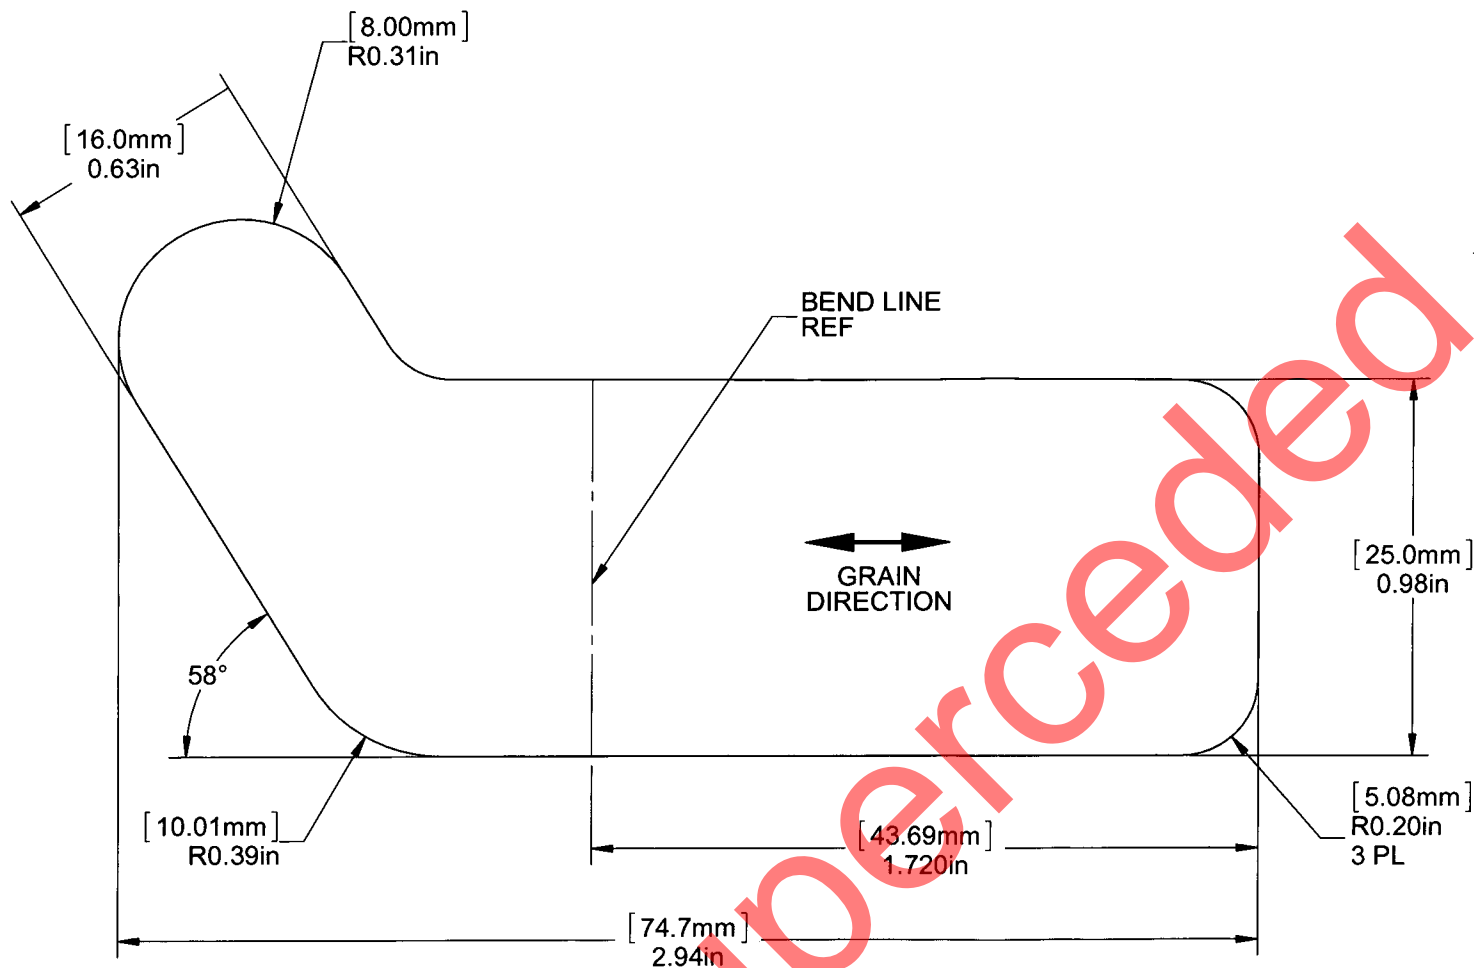 [8.00mm]
R0.31in
[16.0mm]
0.63in
BEND LINE
REF
GRAIN
DIRECTION
[25.0mm]
0.98in
58°
[10.01mm]
R0.39in
[43.69mm]
1.720in
[5.08mm]
R0.20in
3 PL
[74.7mm]
2.94in
uperceded